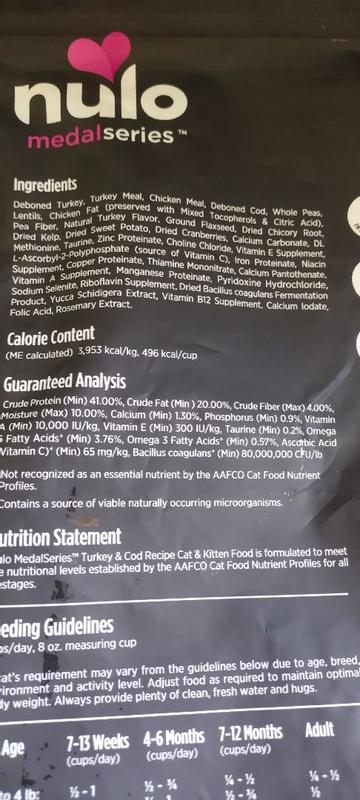 nulo
medalseries™
Ingredients
Deboned Turkey, Turkey Meal, Chicken Meal, Deboned Cod, Whole Peas,
Lentils, Chicken Fat (preserved with Mixed Tocopherols & Citric Acid),
Pea Fiber, Natural Turkey Flavor, Ground Flaxseed, Dried Chicory Root,
Dried Kelp, Dried Sweet Potato, Dried Cranberries, Calcium Carbonate, DL
Methionine, Taurine, Zinc Proteinate, Choline Chloride, Vitamin E Supplement,
L-Ascorbyl-2-Polyphosphate (source of Vitamin C), Iron Proteinate, Niacin
Supplement, Copper Proteinate, Thiamine Mononitrate, Calcium Pantothenate,
Vitamin A Supplement, Manganese Proteinate, Pyridoxine Hydrochloride,
Sodium Selenite, Riboflavin Supplement, Dried Bacillus coagulans Fermentation
Product, Yucca Schidigera Extract, Vitamin B12 Supplement, Calcium Iodate,
Folic Acid, Rosemary Extract.
Calorie Content
(ME calculated) 3,953 kcal/kg, 496 kcal/cup
Guaranteed Analysis
Crude Protein (Min) 41.00%, Crude Fat (Min) 20.00%, Crude Fiber (Max) 4.00%,
Moisture (Max) 10.00%, Calcium (Min) 1.30%, Phosphorus (Min) 0.9%, Vitamin
A (Min) 10,000 IU/kg, Vitamin E (Min) 300 IU/kg, Taurine (Min) 0.2%, Omega
6 Fatty Acids* (Min) 3.76%, Omega 3 Fatty Acids* (Min) 0.57%, Ascorbic Acid
Vitamin C)* (Min) 65 mg/kg, Bacillus coagulans* (Min) 80,000,000 CFU/lb
Not recognized as an essential nutrient by the AAFCO Cat Food Nutrient
Profiles.
Contains a source of viable naturally occurring microorganisms.
utrition Statement
ulo MedalSeries™ Turkey & Cod Recipe Cat & Kitten Food is formulated to meet
e nutritional levels established by the AAFCO Cat Food Nutrient Profiles for all
estages.
eding Guidelines
ps/day, 8 oz. measuring cup
cat's requirement may vary from the guidelines below due to age, breed,
vironment and activity level. Adjust food as required to maintain optima
dy weight. Always provide plenty of clean, fresh water and hugs.
Age 7-13 Weeks (cups/day) 4-6 Months (cups/day) 7-12 Months (cups/day) Adult
to 4 lb: ½ - 1 ½ - ¾ ¼ - ½ ¼ - ½
½ - ¾ ½